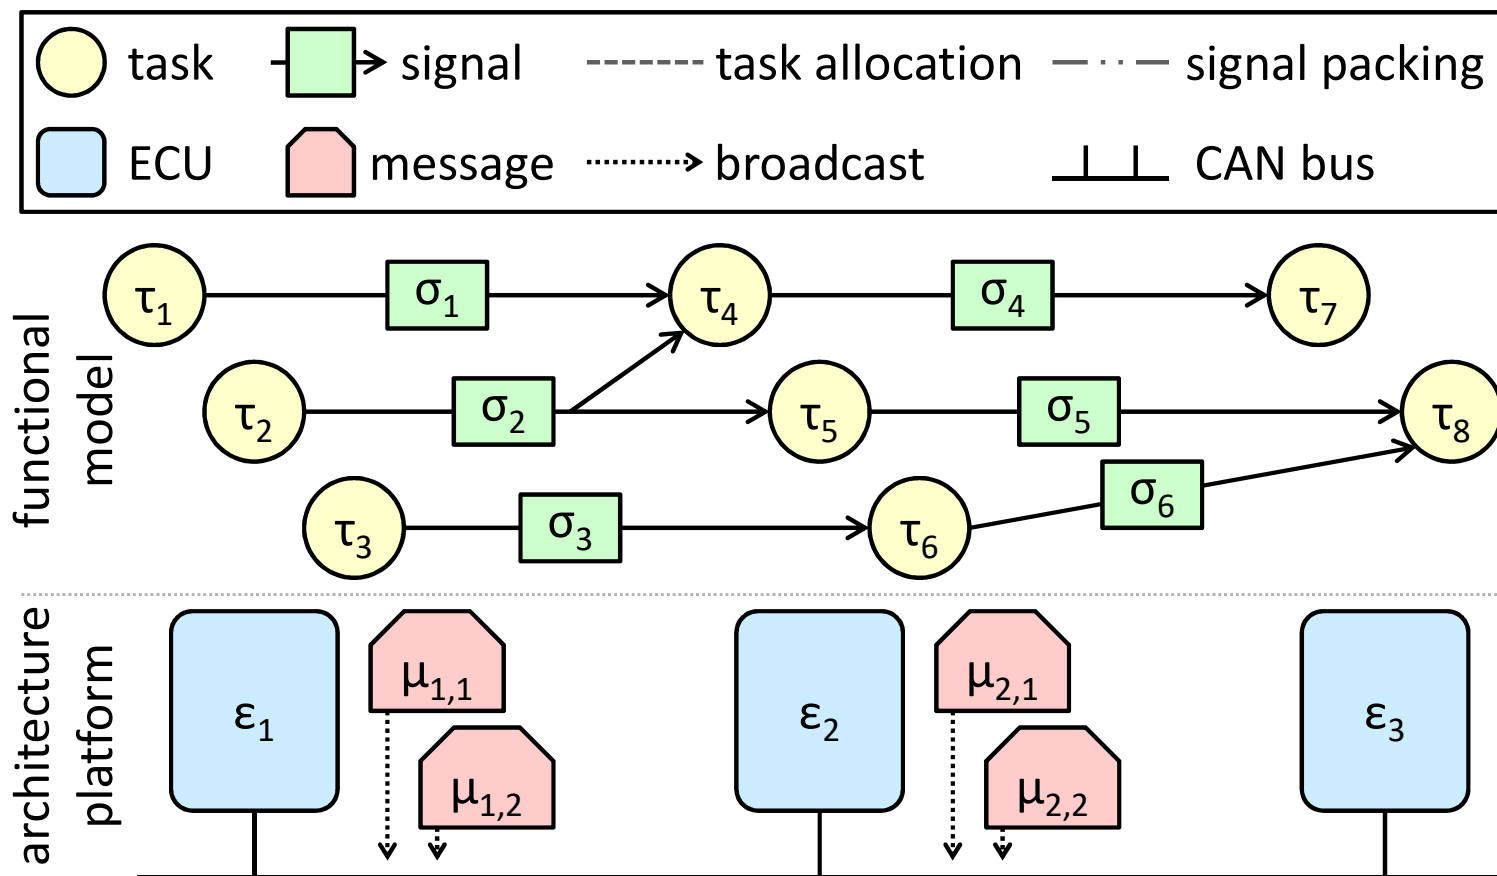 task signal task allocation signal packing
ECU message broadcast CAN bus
functional
model
τ1 σ1 τ4 σ4 τ7
τ2 σ2 τ5 σ5 τ8
τ3 σ3 τ6 σ6
architecture
platform
ε1 μ1,1 ε2 μ2,1 ε3
μ1,2 μ2,2